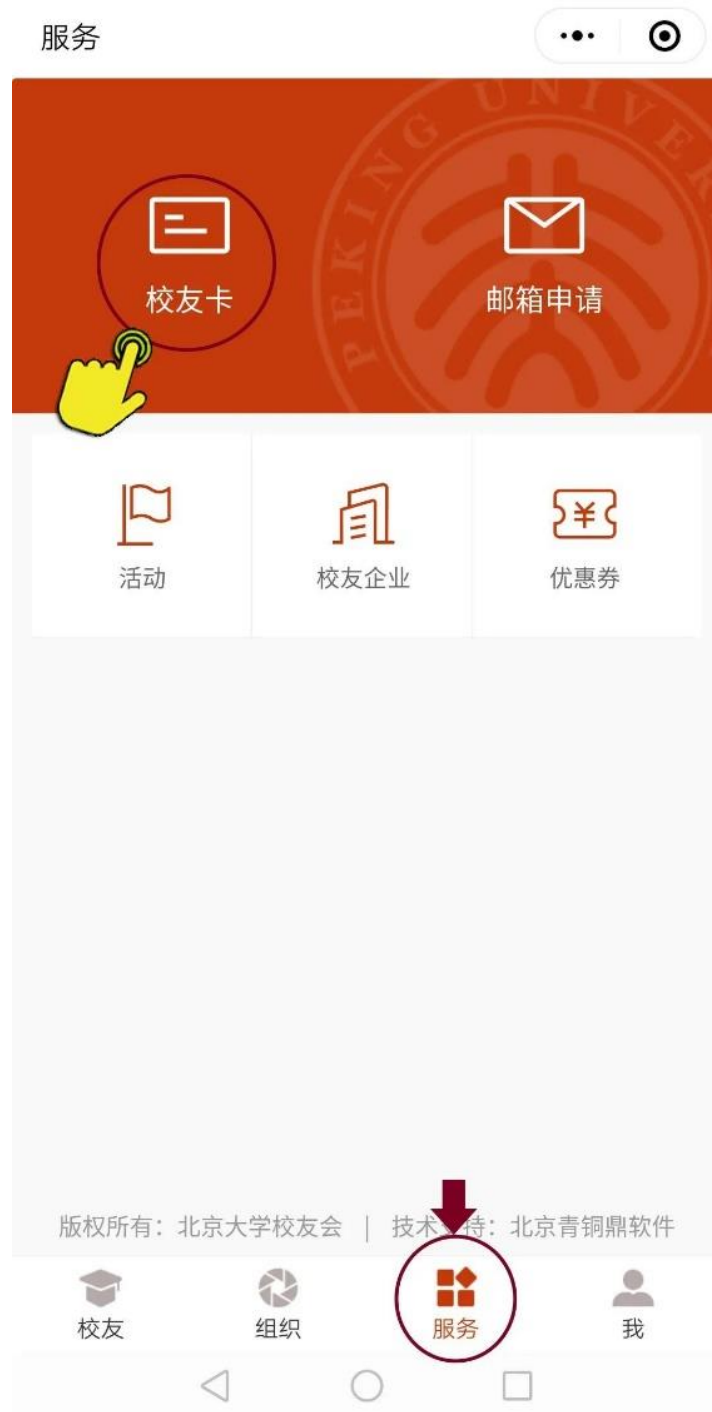 服务
PEKING UNIVER
校友卡
邮箱申请
¥
活动
校友企业
优惠券
版权所有：北京大学校友会 | 技术支持：北京青铜鼎软件
校友
组织
服务
我